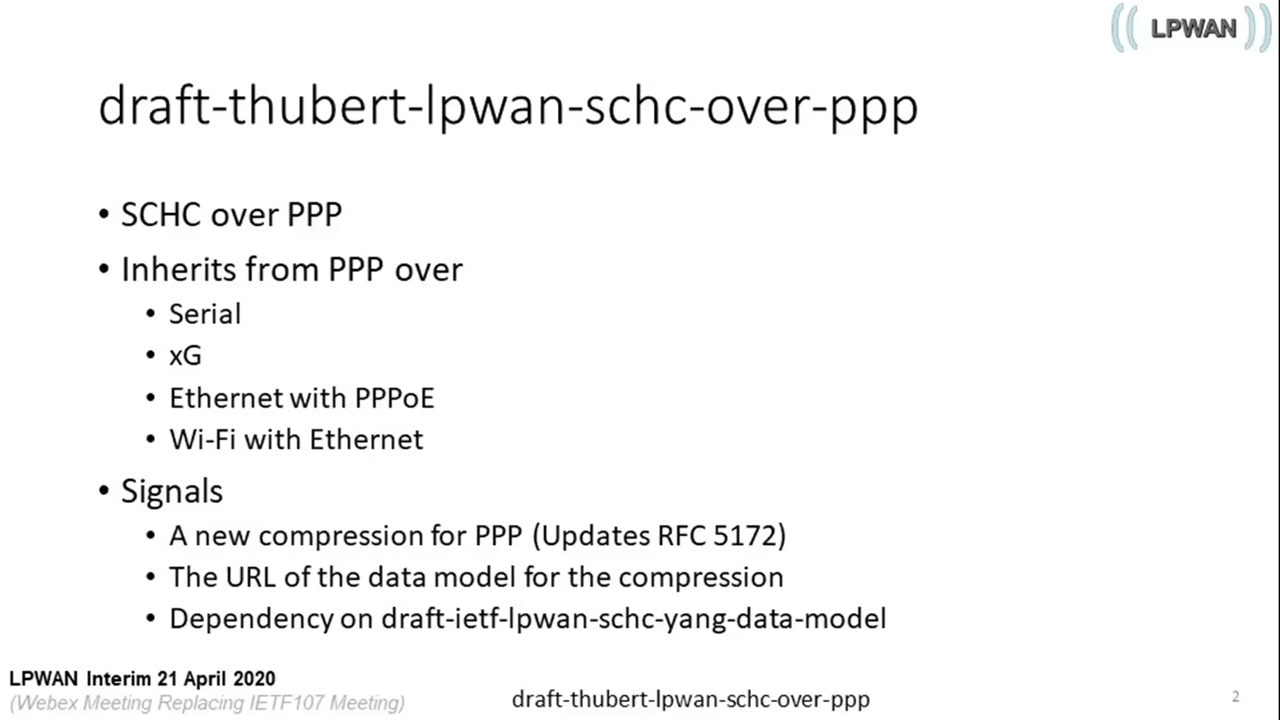 LPWAN
draft-thubert-lpwan-schc-over-ppp
• SCHC over PPP
• Inherits from PPP over
• Serial
• xG
• Ethernet with PPPoE
• Wi-Fi with Ethernet
• Signals
• A new compression for PPP (Updates RFC 5172)
• The URL of the data model for the compression
• Dependency on draft-ietf-lpwan-schc-yang-data-model
LPWAN Interim 21 April 2020
(Webex Meeting Replacing IETF107 Meeting)
draft-thubert-lpwan-schc-over-ppp
2